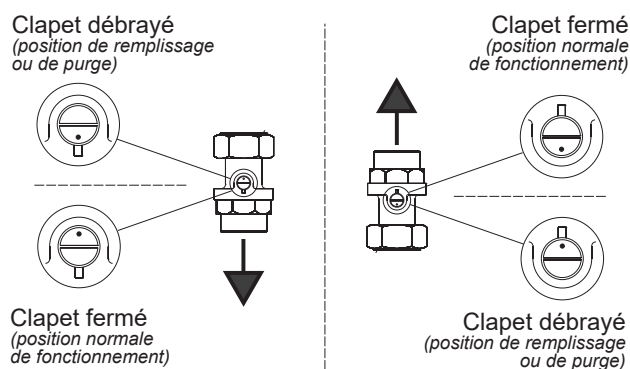 Clapet débrayé
(position de remplissage
ou de purge)
Clapet fermé
(position normale
de fonctionnement)
Clapet fermé
(position normale
de fonctionnement)
Clapet débrayé
(position de remplissage
ou de purge)